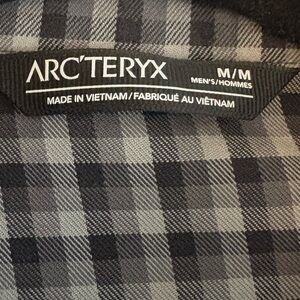 ARC'TERYX M/M
MEN'S/HOMMES
MADE IN VIETNAM/FABRIQUÉ AU VIÊTNAM